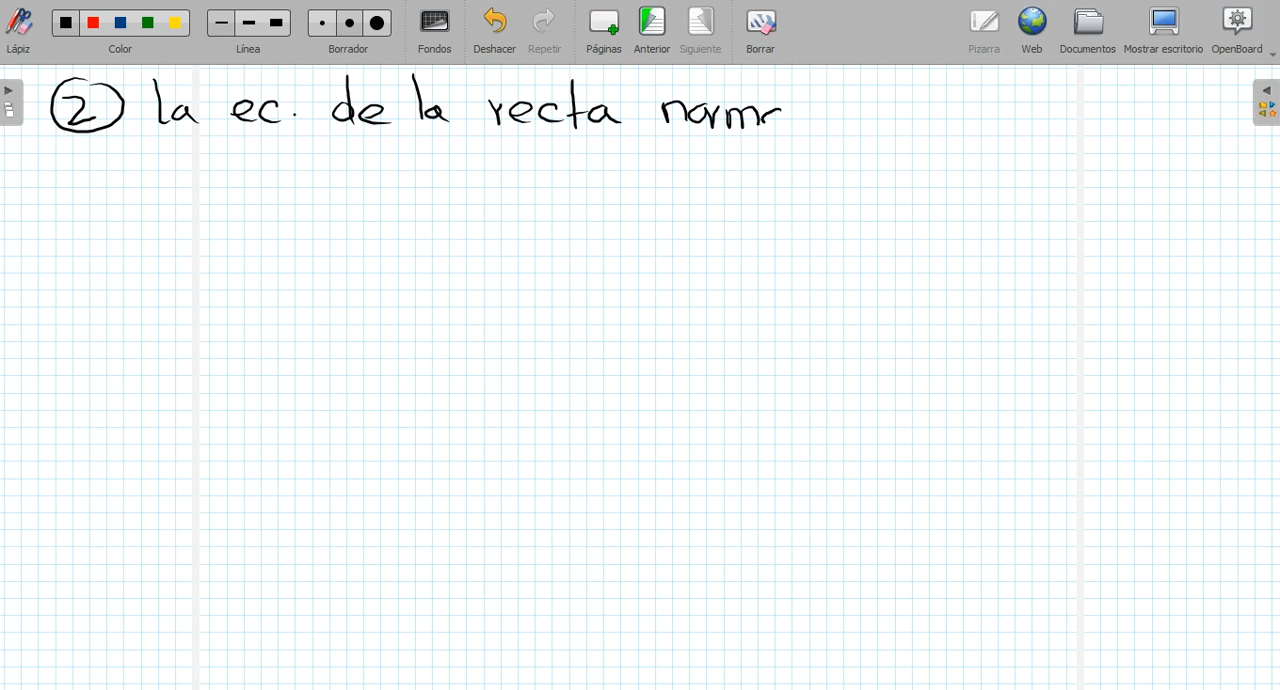 Lápiz Color Línea Borrador Fondos Deshacer Repetir Páginas Anterior Siguiente Borrar Pizarra Web Documentos Mostrar escritorio OpenBoard
2 la ec. de la recta norma